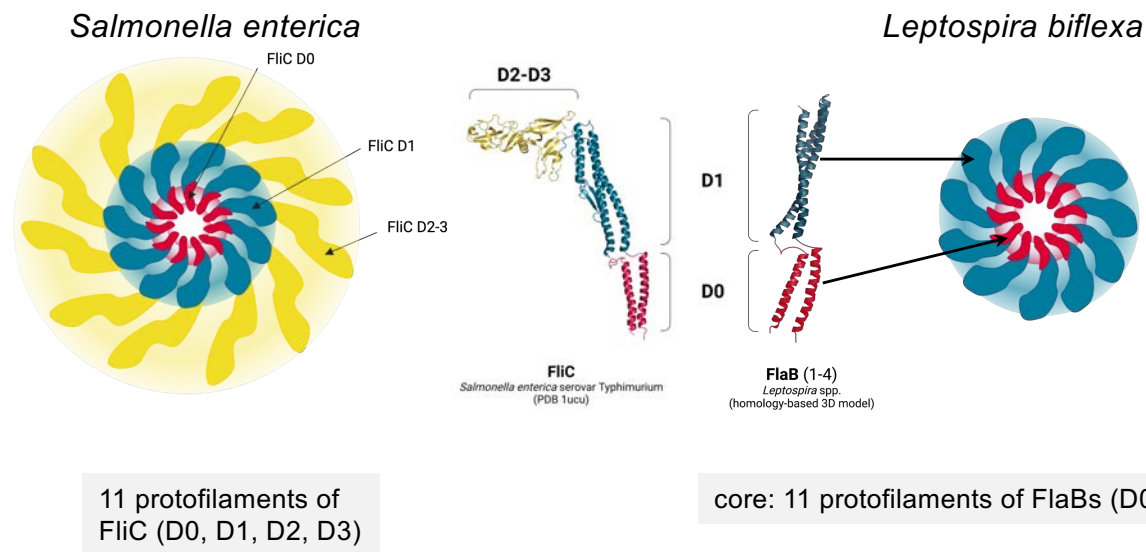 Salmonella enterica
Leptospira biflexa
FliC D0
FliC D1
FliC D2-3
D2-D3
D1
D0
FliC
Salmonella enterica serovar Typhimurium
(PDB 1ucu)
FlaB (1-4)
Leptospira spp.
(homology-based 3D model)
11 protofilaments of
FliC (D0, D1, D2, D3)
core: 11 protofilaments of FlaBs (D0